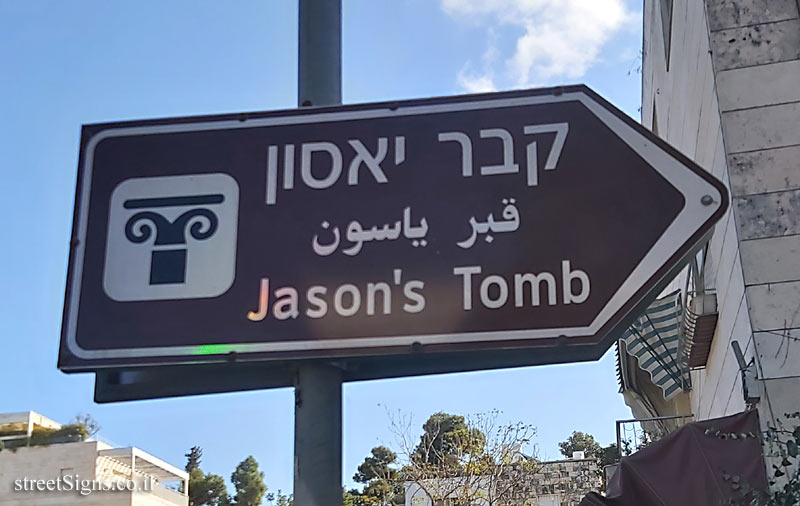 קבר יאסון
قبر ياسون
Jason's Tomb
streetSigns.co.il